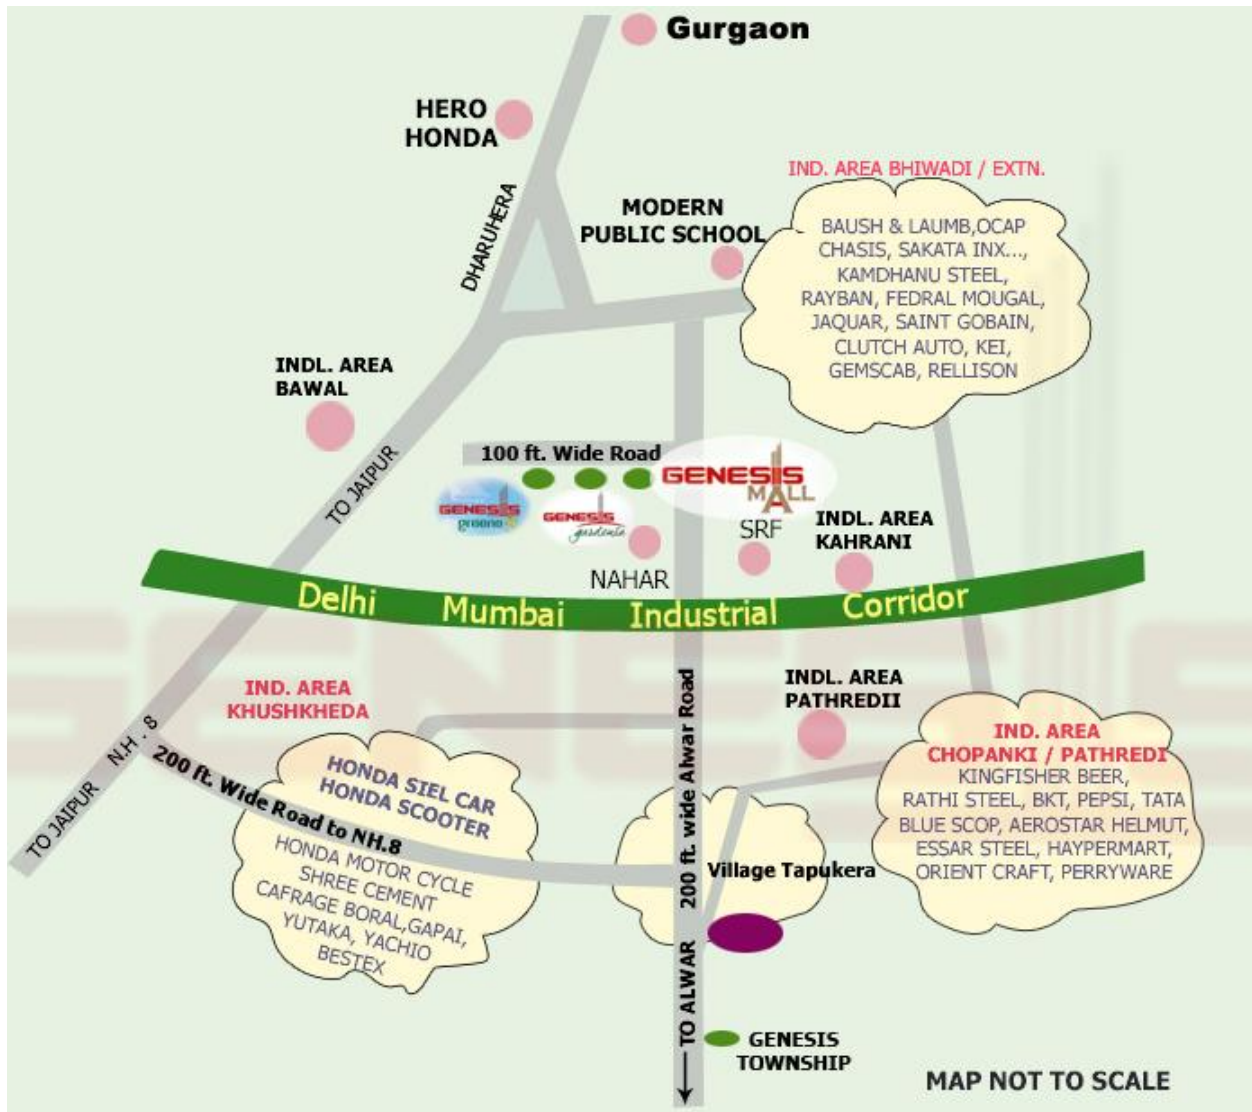 Gurgaon
HERO
HONDA
DHARUHERA
MODERN
PUBLIC SCHOOL
IND. AREA BHIWADI / EXTN.
BAUSH & LAUMB,OCAP
CHASIS, SAKATA INX...,
KAMDHANU STEEL,
RAYBAN, FEDRAL MOUGAL,
JAQUAR, SAINT GOBAIN,
CLUTCH AUTO, KEI,
GEMSCAB, RELLISON
INDL. AREA
BAWAL
TO JAIPUR
100 ft. Wide Road
GENESIS
MALL
GENESIS
greene
GENESIS
gardenia
SRF
INDL. AREA
KAHRANI
NAHAR
Delhi Mumbai Industrial Corridor
GENESIS
IND. AREA
KHUSHKHEDA
INDL. AREA
PATHREDII
N.H . 8
TO JAIPUR
200 ft. Wide Road to NH.8
HONDA SIEL CAR
HONDA SCOOTER
HONDA MOTOR CYCLE
SHREE CEMENT
CAFRAGE BORAL,GAPAI,
YUTAKA, YACHIO
BESTEX
200 ft. wide Alwar Road
Village Tapukera
IND. AREA
CHOPANKI / PATHREDI
KINGFISHER BEER,
RATHI STEEL, BKT, PEPSI, TATA
BLUE SCOP, AEROSTAR HELMUT,
ESSAR STEEL, HAYPERMART,
ORIENT CRAFT, PERRYWARE
TO ALWAR
GENESIS
TOWNSHIP
MAP NOT TO SCALE